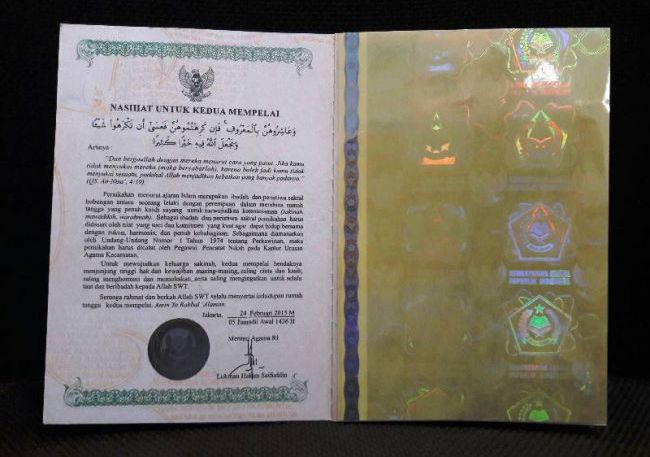 NASIHAT UNTUK KEDUA MEMPELAI
وَعَاشِرُوْهُنَّ بِالْمَعْرُوْفِ ۚ فَإِنْ كَرِهْتُمُوْهُنَّ فَعَسَىٰ أَنْ تَكْرَهُوْا شَيْئًا
وَيَجْعَلَ اللّٰهُ فِيْهِ خَيْرًا كَثِيْرًا
Artinya :
"Dan bergaullah dengan mereka menurut cara yang patut. Jika kamu
tidak menyukai mereka (maka bersabarlah), karena boleh jadi kamu tidak
menyukai sesuatu, padahal Allah menjadikan kebaikan yang banyak padanya."
(QS. An-Nisa', 4:19)
Pernikahan menurut ajaran Islam merupakan ibadah dan peristiwa sakral
hubungan antara seorang lelaki dengan perempuan dalam membina rumah
tangga yang penuh kasih sayang untuk mewujudkan ketenteraman (sakinah,
mawaddah, warahmah). Sebagai ibadah dan peristiwa sakral pernikahan harus
didasari oleh niat yang suci dan komitmen yang kuat agar dapat hidup bersama
dengan rukun, harmonis, dan penuh kebahagiaan. Sebagaimana diamanatkan
oleh Undang-Undang Nomor 1 Tahun 1974 tentang Perkawinan, maka
pernikahan harus dicatat oleh Pegawai Pencatat Nikah pada Kantor Urusan
Agama Kecamatan.
Untuk mewujudkan keluarga sakinah, kedua mempelai hendaknya
menjunjung tinggi hak dan kewajiban masing-masing, saling cinta dan kasih,
saling menghormati dan memuliakan serta saling mengingatkan untuk selalu
taat dan beribadah kepada Allah SWT.
Semoga rahmat dan berkah Allah SWT selalu menyertai kehidupan rumah
tangga kedua mempelai. Amin Ya Rabbal 'Alamin.
Jakarta, 24 Februari 2015 M
05 Jumadil Awal 1436 H
Menteri Agama RI
Lukman Hakim Saifuddin
KEMENTERIAN AGAMA
REPUBLIK INDONESIA